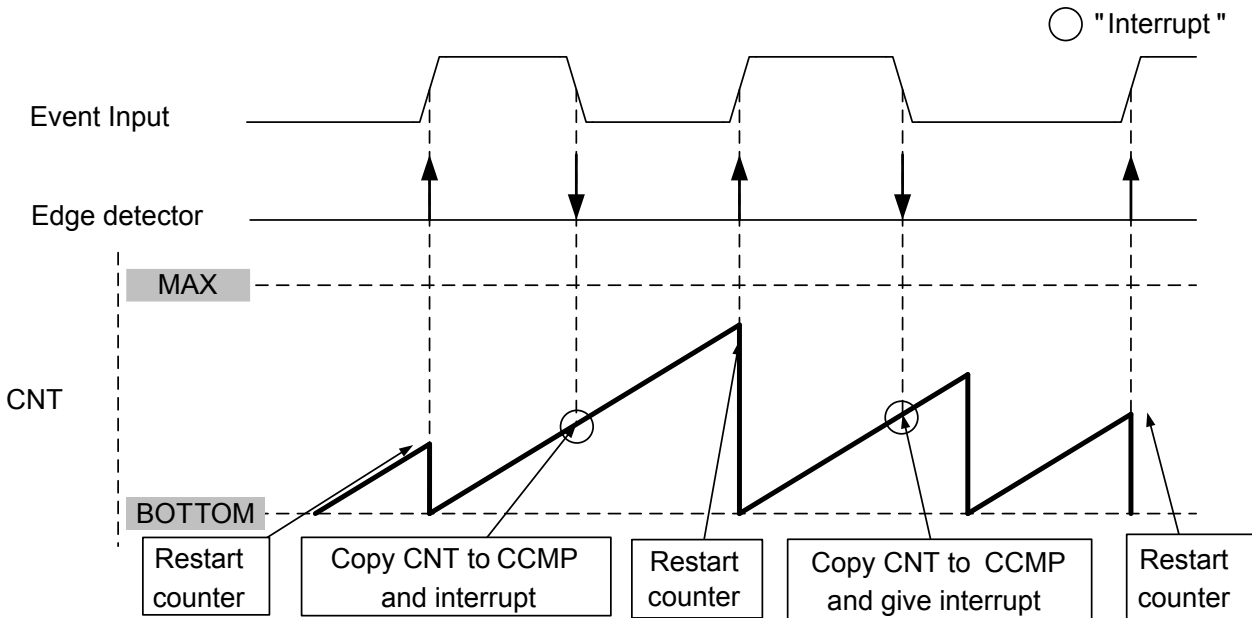 "Interrupt"
Event Input
Edge detector
MAX
CNT
BOTTOM
Restart
counter
Copy CNT to CCMP
and interrupt
Restart
counter
Copy CNT to CCMP
and give interrupt
Restart
counter